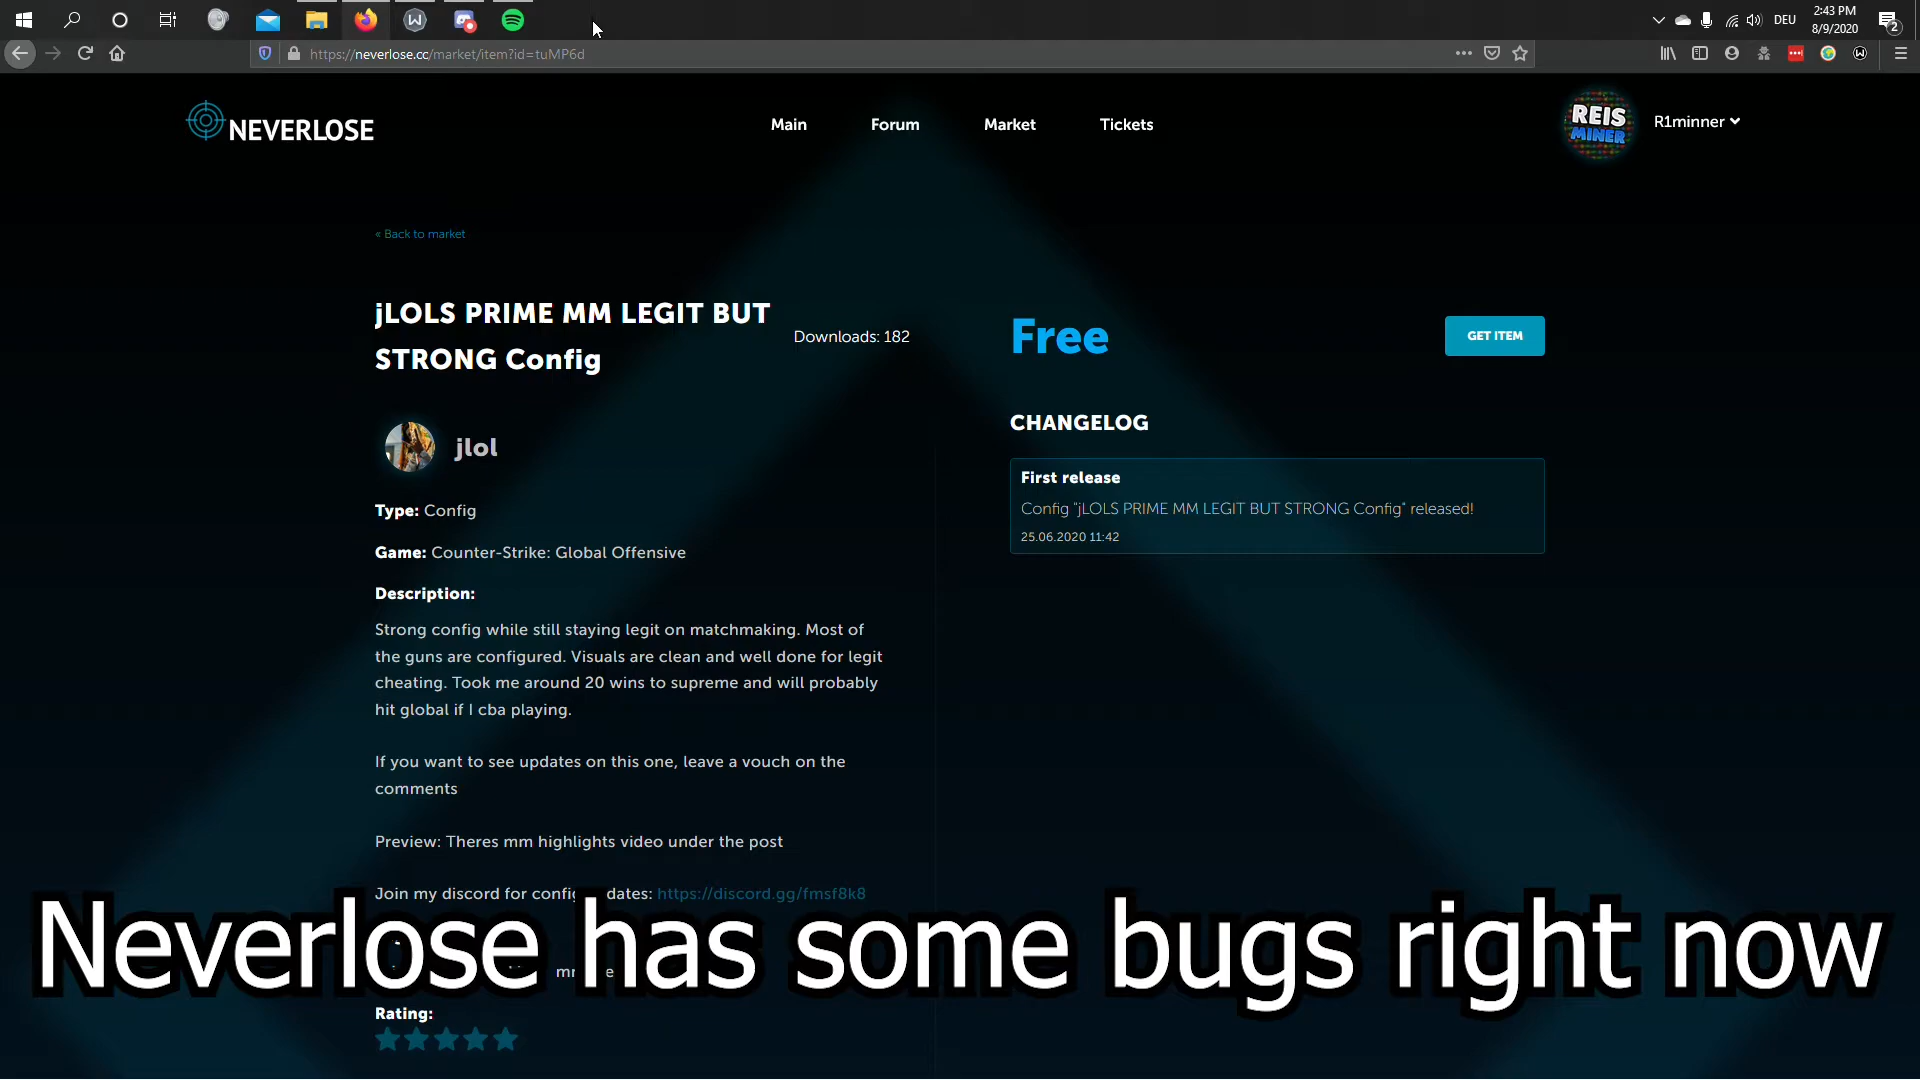 DEU
2:43 PM
8/9/2020
2
https://neverlose.cc/market/item?id=tuMP6d
NEVERLOSE
Main
Forum
Market
Tickets
REIS
MINER
R1minner
« Back to market
jLOLS PRIME MM LEGIT BUT
STRONG Config
Downloads: 182
Free
GET ITEM
jlol
CHANGELOG
First release
Config "jLOLS PRIME MM LEGIT BUT STRONG Config" released!
25.06.2020 11:42
Type: Config
Game: Counter-Strike: Global Offensive
Description:
Strong config while still staying legit on matchmaking. Most of
the guns are configured. Visuals are clean and well done for legit
cheating. Took me around 20 wins to supreme and will probably
hit global if I cba playing.
If you want to see updates on this one, leave a vouch on the
comments
Preview: Theres mm highlights video under the post
Join my discord for config dates: https://discord.gg/fmsf8k8
Neverlose has some bugs right now
Rating: